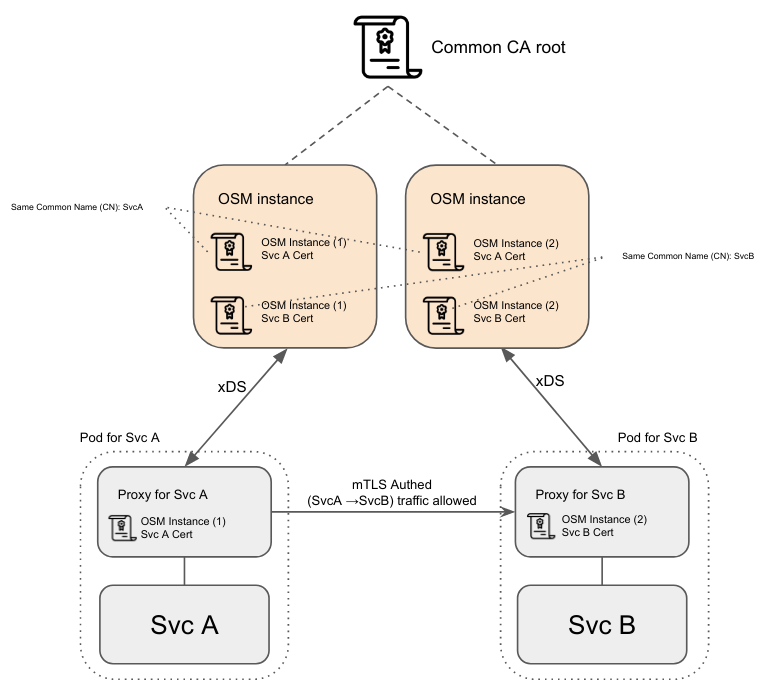 Common CA root
OSM instance
OSM instance
Same Common Name (CN): SvcA
OSM Instance (1)
Svc A Cert
OSM Instance (2)
Svc A Cert
Same Common Name (CN): SvcB
OSM Instance (1)
Svc B Cert
OSM Instance (2)
Svc B Cert
xDS
xDS
Pod for Svc A
Pod for Svc B
Proxy for Svc A
OSM Instance (1)
Svc A Cert
mTLS Authed
(SvcA →SvcB) traffic allowed
Proxy for Svc B
OSM Instance (2)
Svc B Cert
Svc A
Svc B